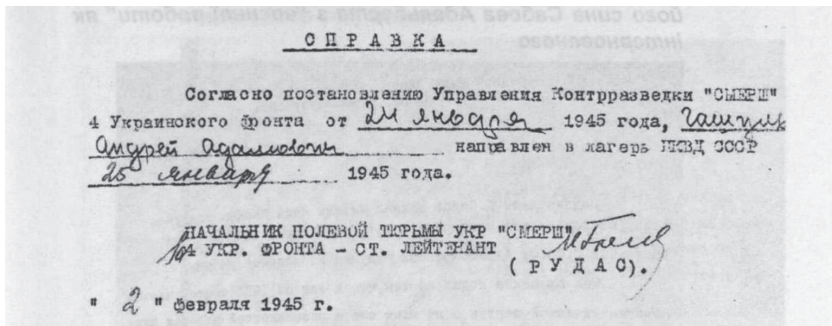 СПРАВКА
Согласно постановлению Управления Контрразведки "СМЕРШ"
4 Украинского фронта от 24 января 1945 года,
Андрей Адамович направлен в лагерь НКВД СССР
25 января 1945 года.
НАЧАЛЬНИК ПОЛЕВОЙ ТЮРЬМЫ УКР "СМЕРШ"
4 УКР. ФРОНТА - СТ. ЛЕЙТЕНАНТ
(РУДАС).
" 2 " февраля 1945 г.